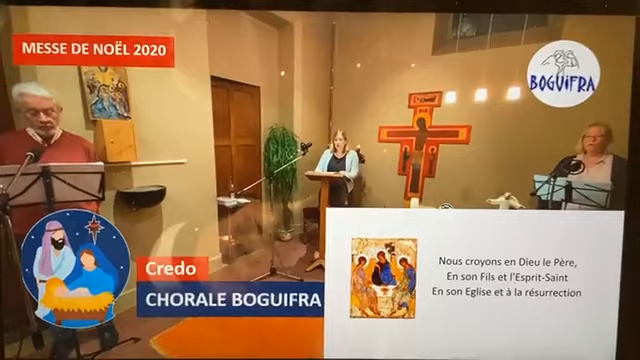 MESSE DE NOËL 2020
BOGUIFRA
Credo
CHORALE BOGUIFRA
Nous croyons en Dieu le Père,
En son Fils et l'Esprit-Saint
En son Eglise et à la résurrection